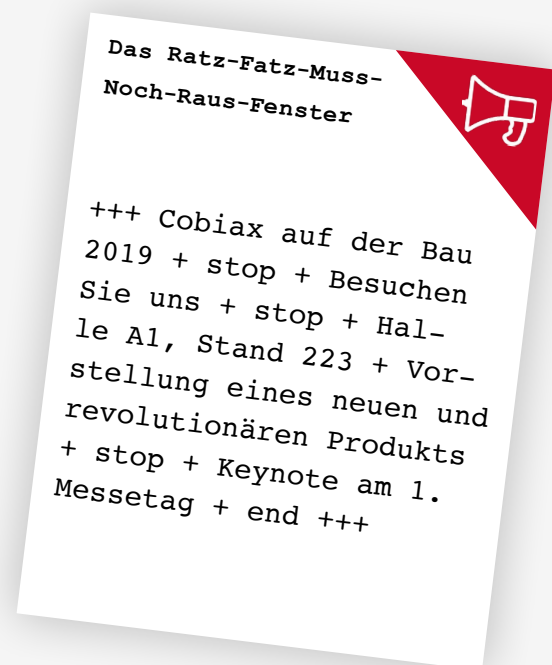 Das Ratz-Fatz-Muss-
Noch-Raus-Fenster
+++ Cobiax auf der Bau
2019 + stop + Besuchen
Sie uns + stop + Hal-
le A1, Stand 223 + Vor-
stellung eines neuen und
revolutionären Produkts
+ stop + Keynote am 1.
Messetag + end +++